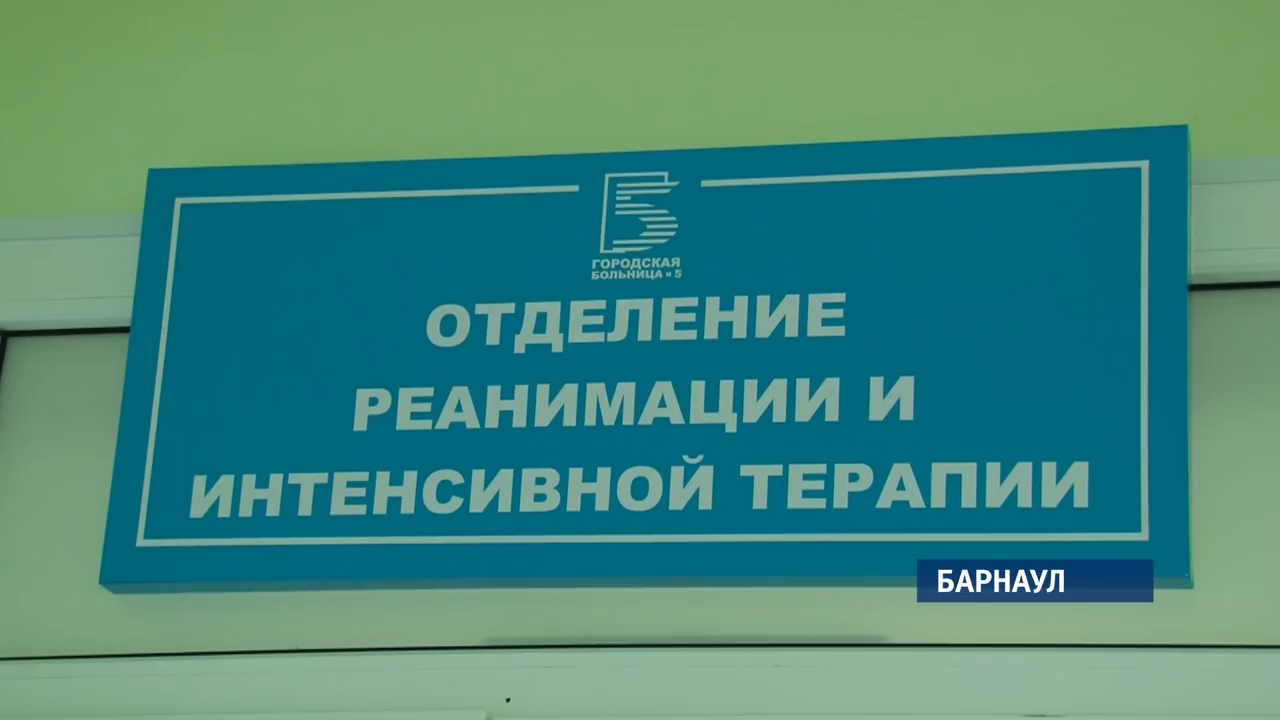 Б
ГОРОДСКАЯ
БОЛЬНИЦА № 5
ОТДЕЛЕНИЕ
РЕАНИМАЦИИ И
ИНТЕНСИВНОЙ ТЕРАПИИ
БАРНАУЛ